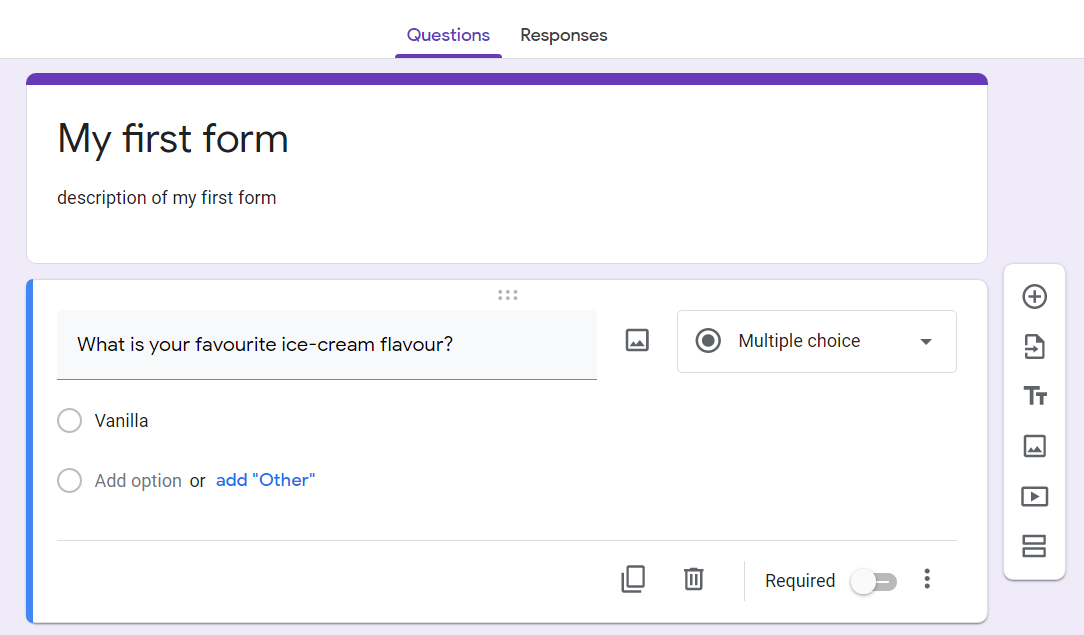 Questions Responses
My first form
description of my first form
What is your favourite ice-cream flavour?
Multiple choice
Vanilla
Add option or add "Other"
Required